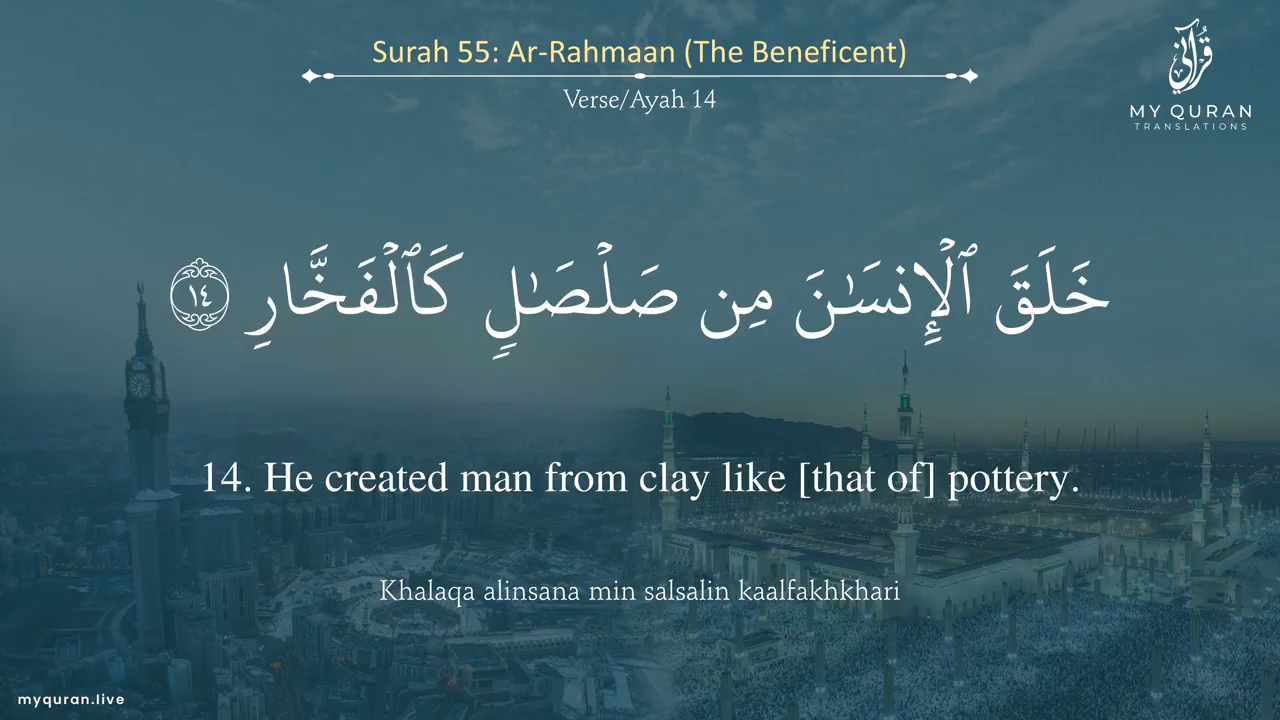 Surah 55: Ar-Rahmaan (The Beneficent)
Verse/Ayah 14
قرآني
MY QURAN
TRANSLATIONS
خَلَقَ ٱلْإِنسَـٰنَ مِن صَلْصَـٰلٍ كَٱلْفَخَّارِ ١٤
14. He created man from clay like [that of] pottery.
Khalaqa alinsana min salsalin kaalfakhkhari
myquran.live